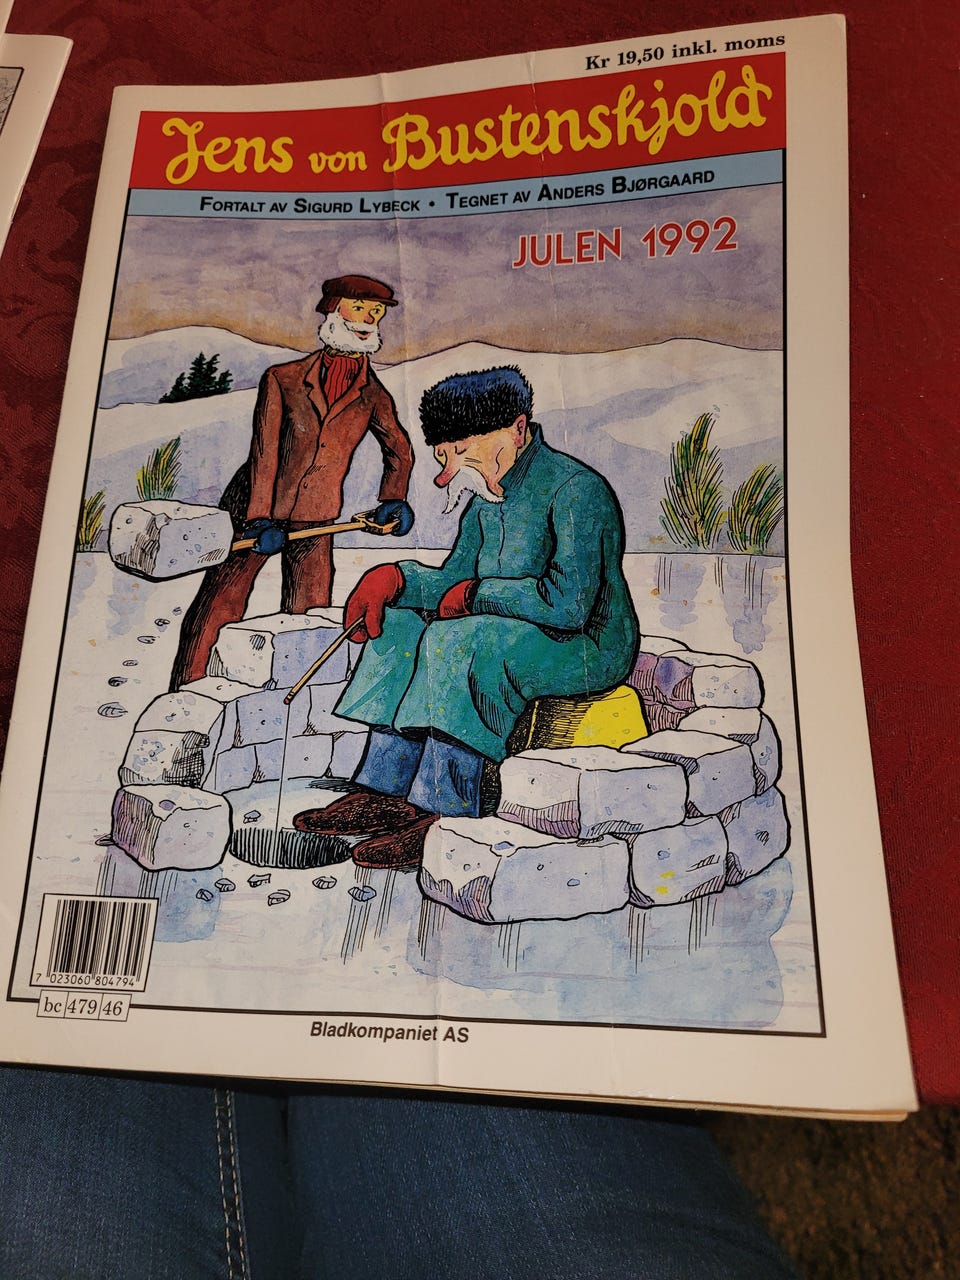 Kr 19,50 inkl. moms
Jens von Bustenskjold
FORTALT AV SIGURD LYBECK • TEGNET AV ANDERS BJØRGAARD
JULEN 1992
7 023060 804794
bc 479 46
Bladkompaniet AS